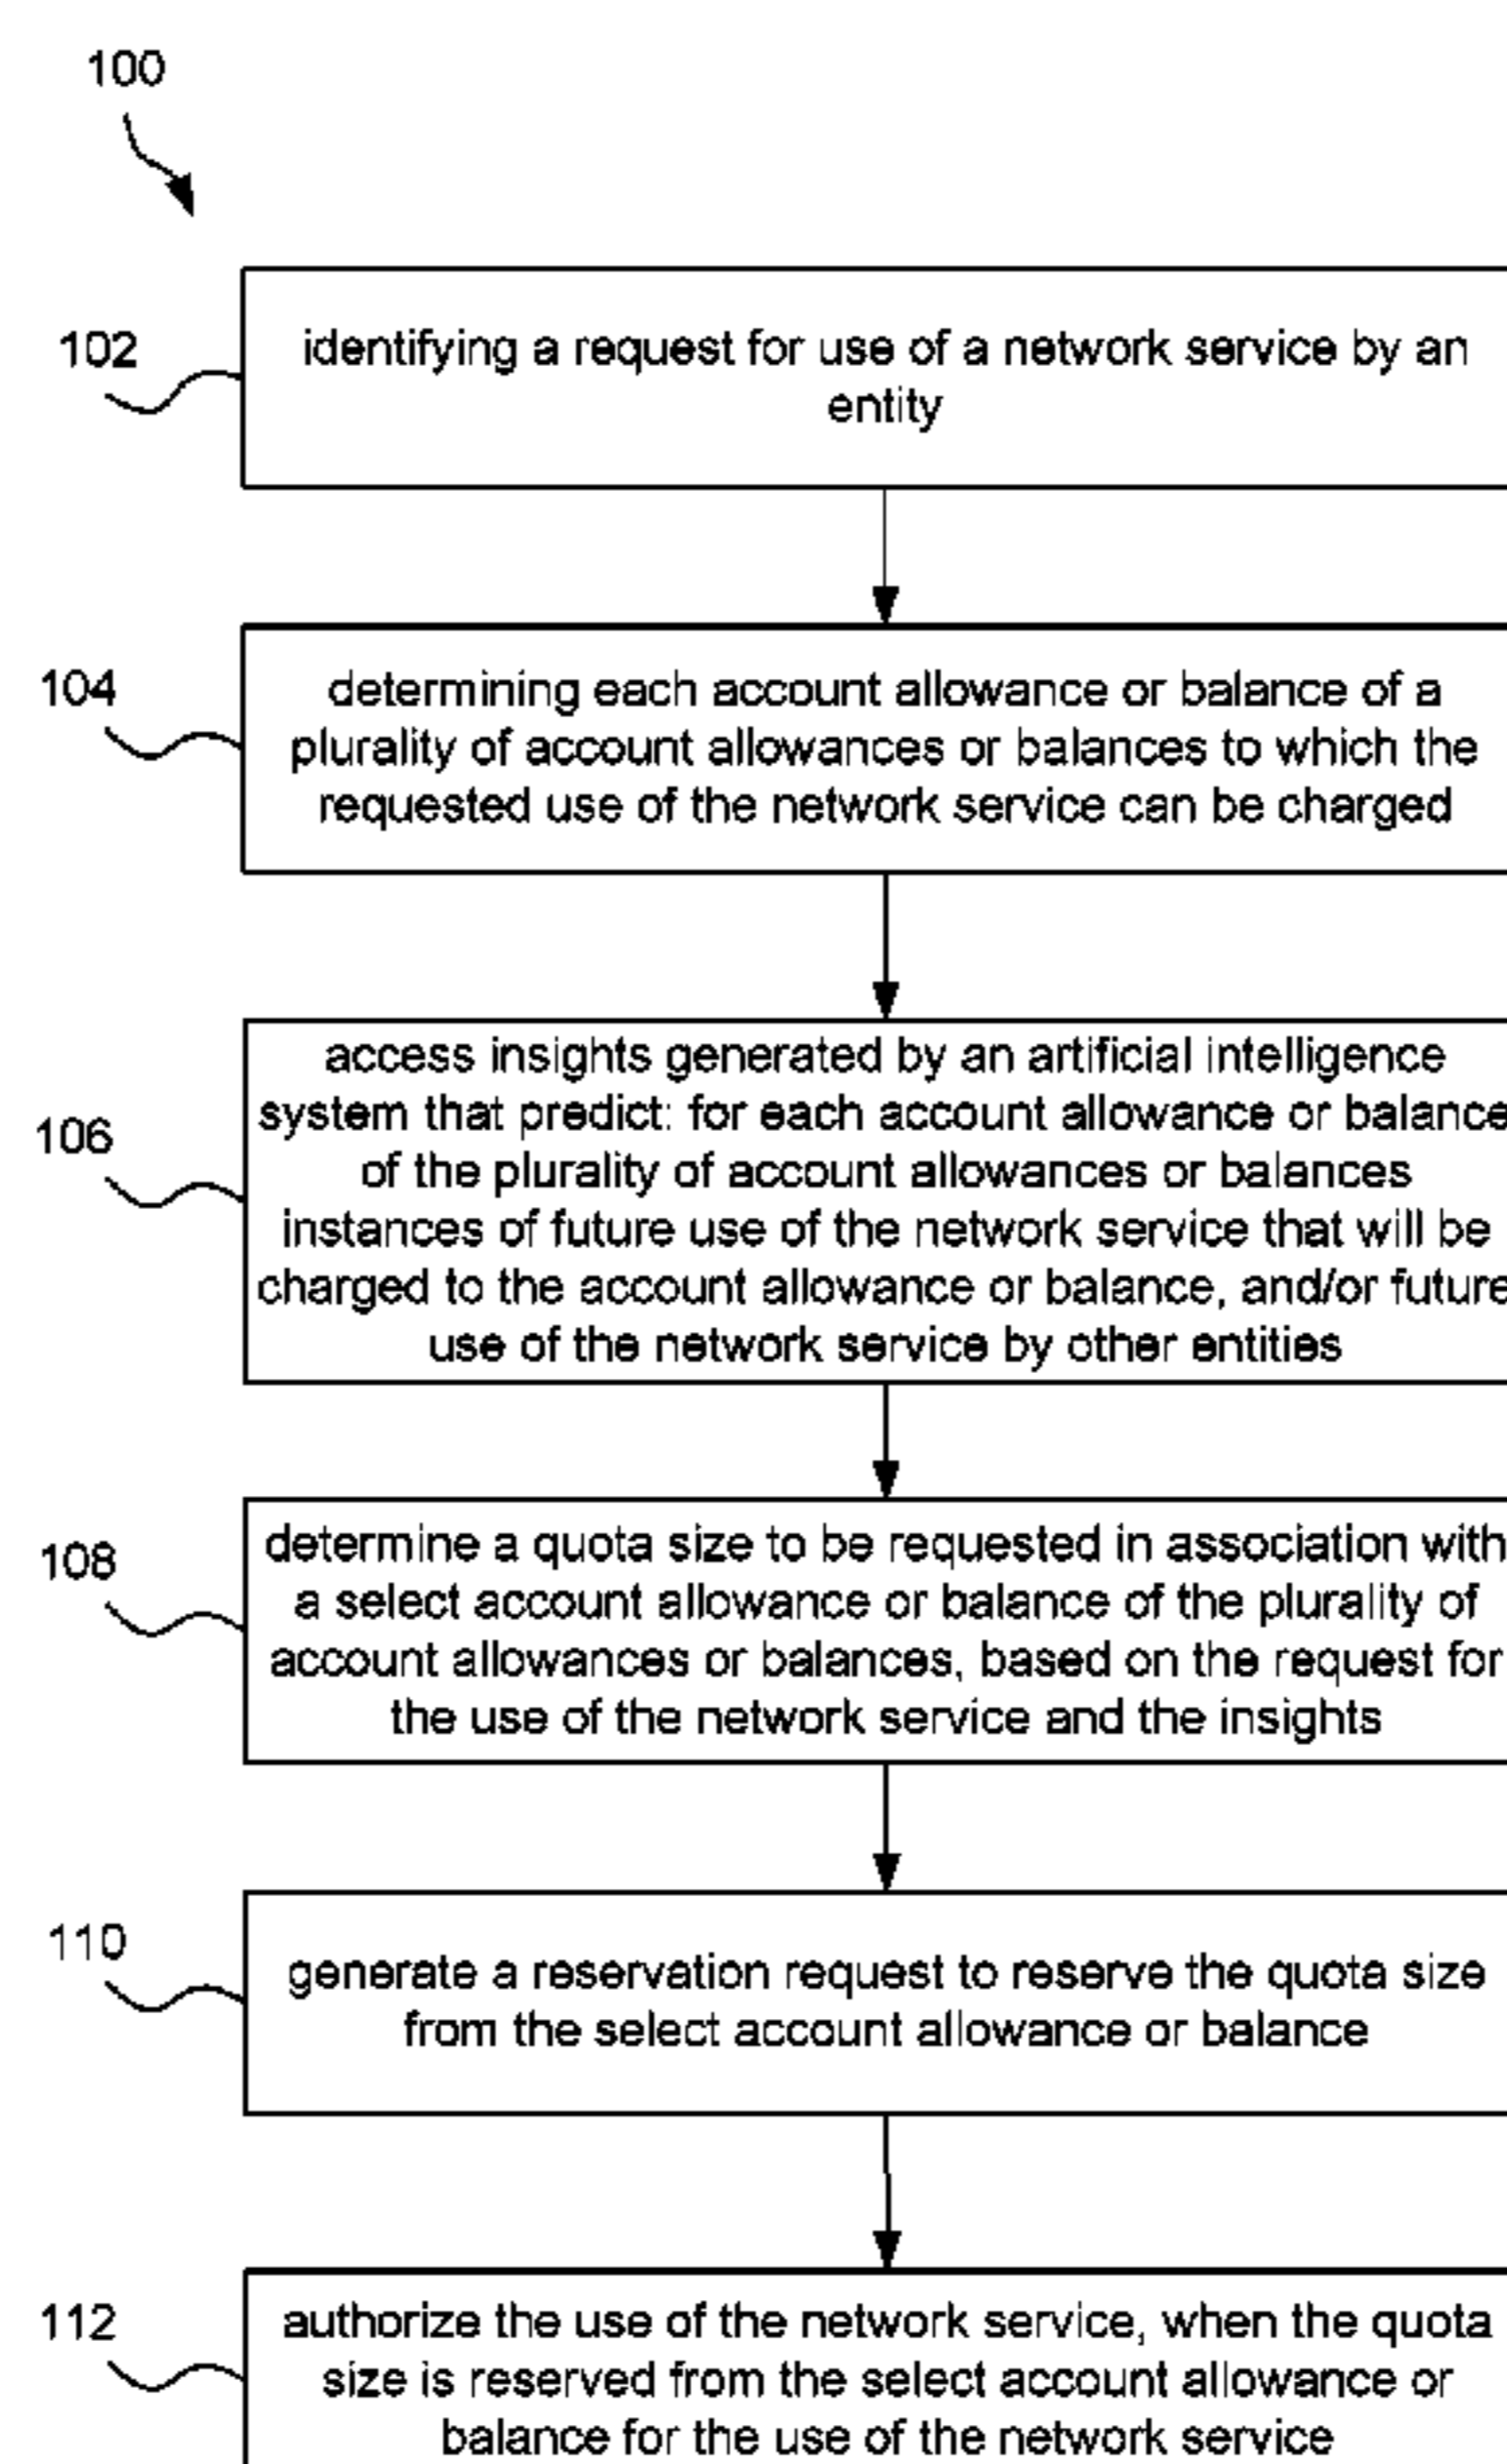 100
102
identifying a request for use of a network service by an
entity
104
determining each account allowance or balance of a
plurality of account allowances or balances to which the
requested use of the network service can be charged
106
access insights generated by an artificial intelligence
system that predict: for each account allowance or balance
of the plurality of account allowances or balances
instances of future use of the network service that will be
charged to the account allowance or balance, and/or future
use of the network service by other entities
108
determine a quota size to be requested in association with
a select account allowance or balance of the plurality of
account allowances or balances, based on the request for
the use of the network service and the insights
110
generate a reservation request to reserve the quota size
from the select account allowance or balance
112
authorize the use of the network service, when the quota
size is reserved from the select account allowance or
balance for the use of the network service